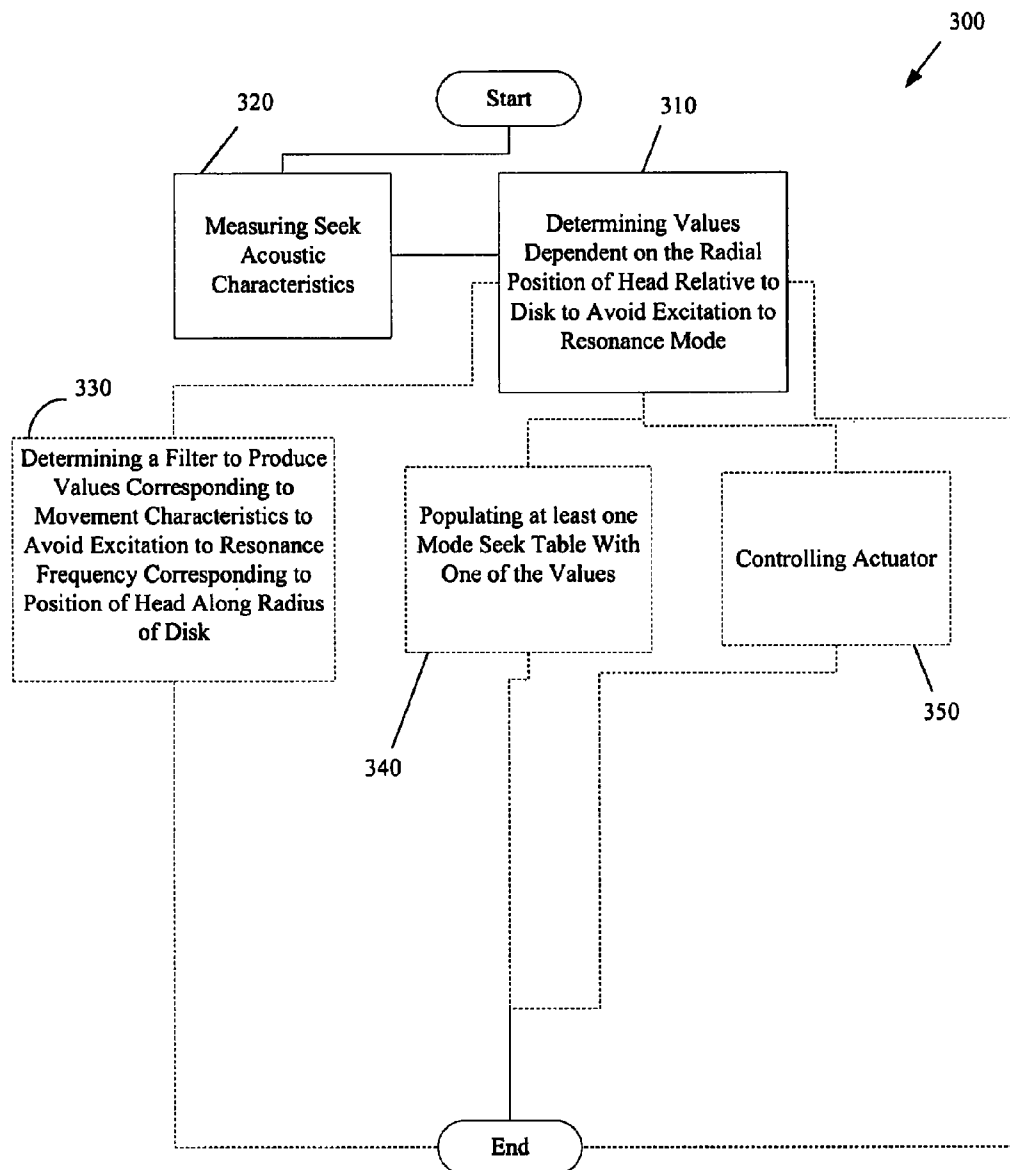 300
Start
320
310
Measuring Seek
Acoustic
Characteristics
Determining Values
Dependent on the Radial
Position of Head Relative to
Disk to Avoid Excitation to
Resonance Mode
330
Determining a Filter to Produce
Values Corresponding to
Movement Characteristics to
Avoid Excitation to Resonance
Frequency Corresponding to
Position of Head Along Radius
of Disk
Populating at least one
Mode Seek Table With
One of the Values
Controlling Actuator
340
350
End